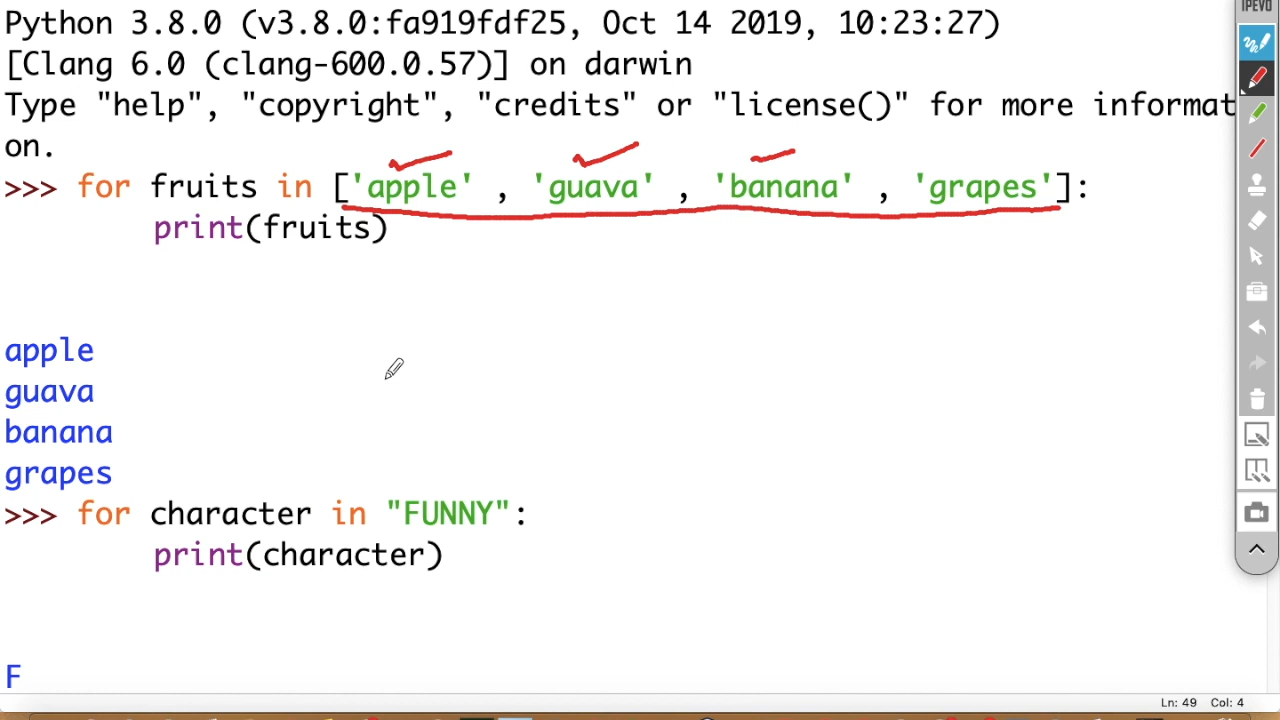 Python 3.8.0 (v3.8.0:fa919fdf25, Oct 14 2019, 10:23:27)
[Clang 6.0 (clang-600.0.57)] on darwin
Type "help", "copyright", "credits" or "license()" for more informat
on.
>>> for fruits in ['apple' , 'guava' , 'banana' , 'grapes']:
        print(fruits)
apple
guava
banana
grapes
>>> for character in "FUNNY":
        print(character)
F
IPEVO
Ln: 49 Col: 4